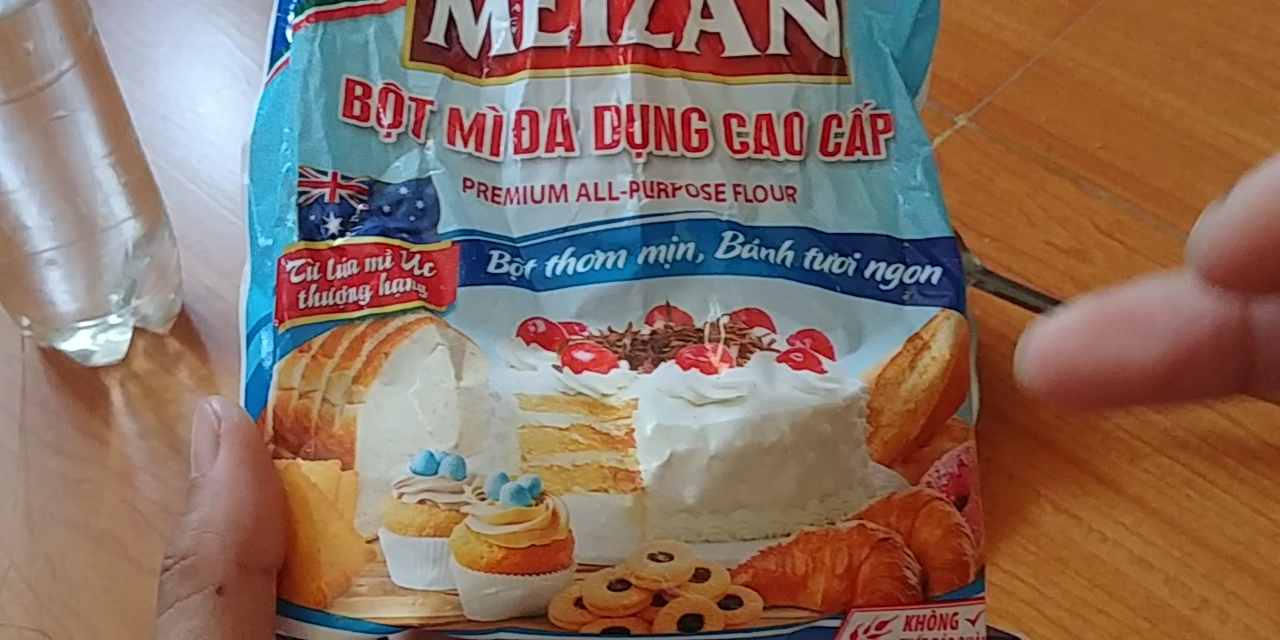 MEIZAN
BỘT MÌ ĐA DỤNG CAO CẤP
PREMIUM ALL-PURPOSE FLOUR
Bột thơm mịn, Bánh tươi ngon
Từ lúa mì Úc
thượng hạng
KHÔNG